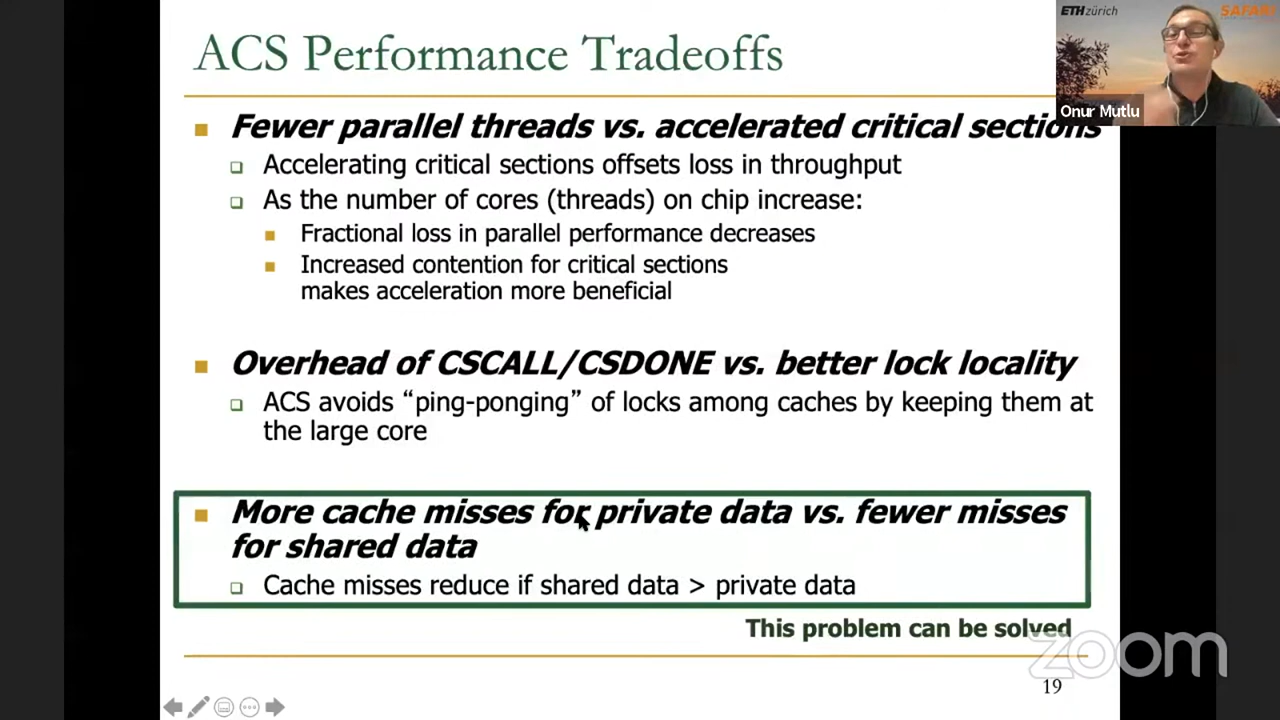 ACS Performance Tradeoffs
ETH zürich
SAFARI
Onur Mutlu
Fewer parallel threads vs. accelerated critical sections
Accelerating critical sections offsets loss in throughput
As the number of cores (threads) on chip increase:
Fractional loss in parallel performance decreases
Increased contention for critical sections
makes acceleration more beneficial
Overhead of CSCALL/CSDONE vs. better lock locality
ACS avoids “ping-ponging” of locks among caches by keeping them at
the large core
More cache misses for private data vs. fewer misses
for shared data
Cache misses reduce if shared data > private data
This problem can be solved
zoom
19